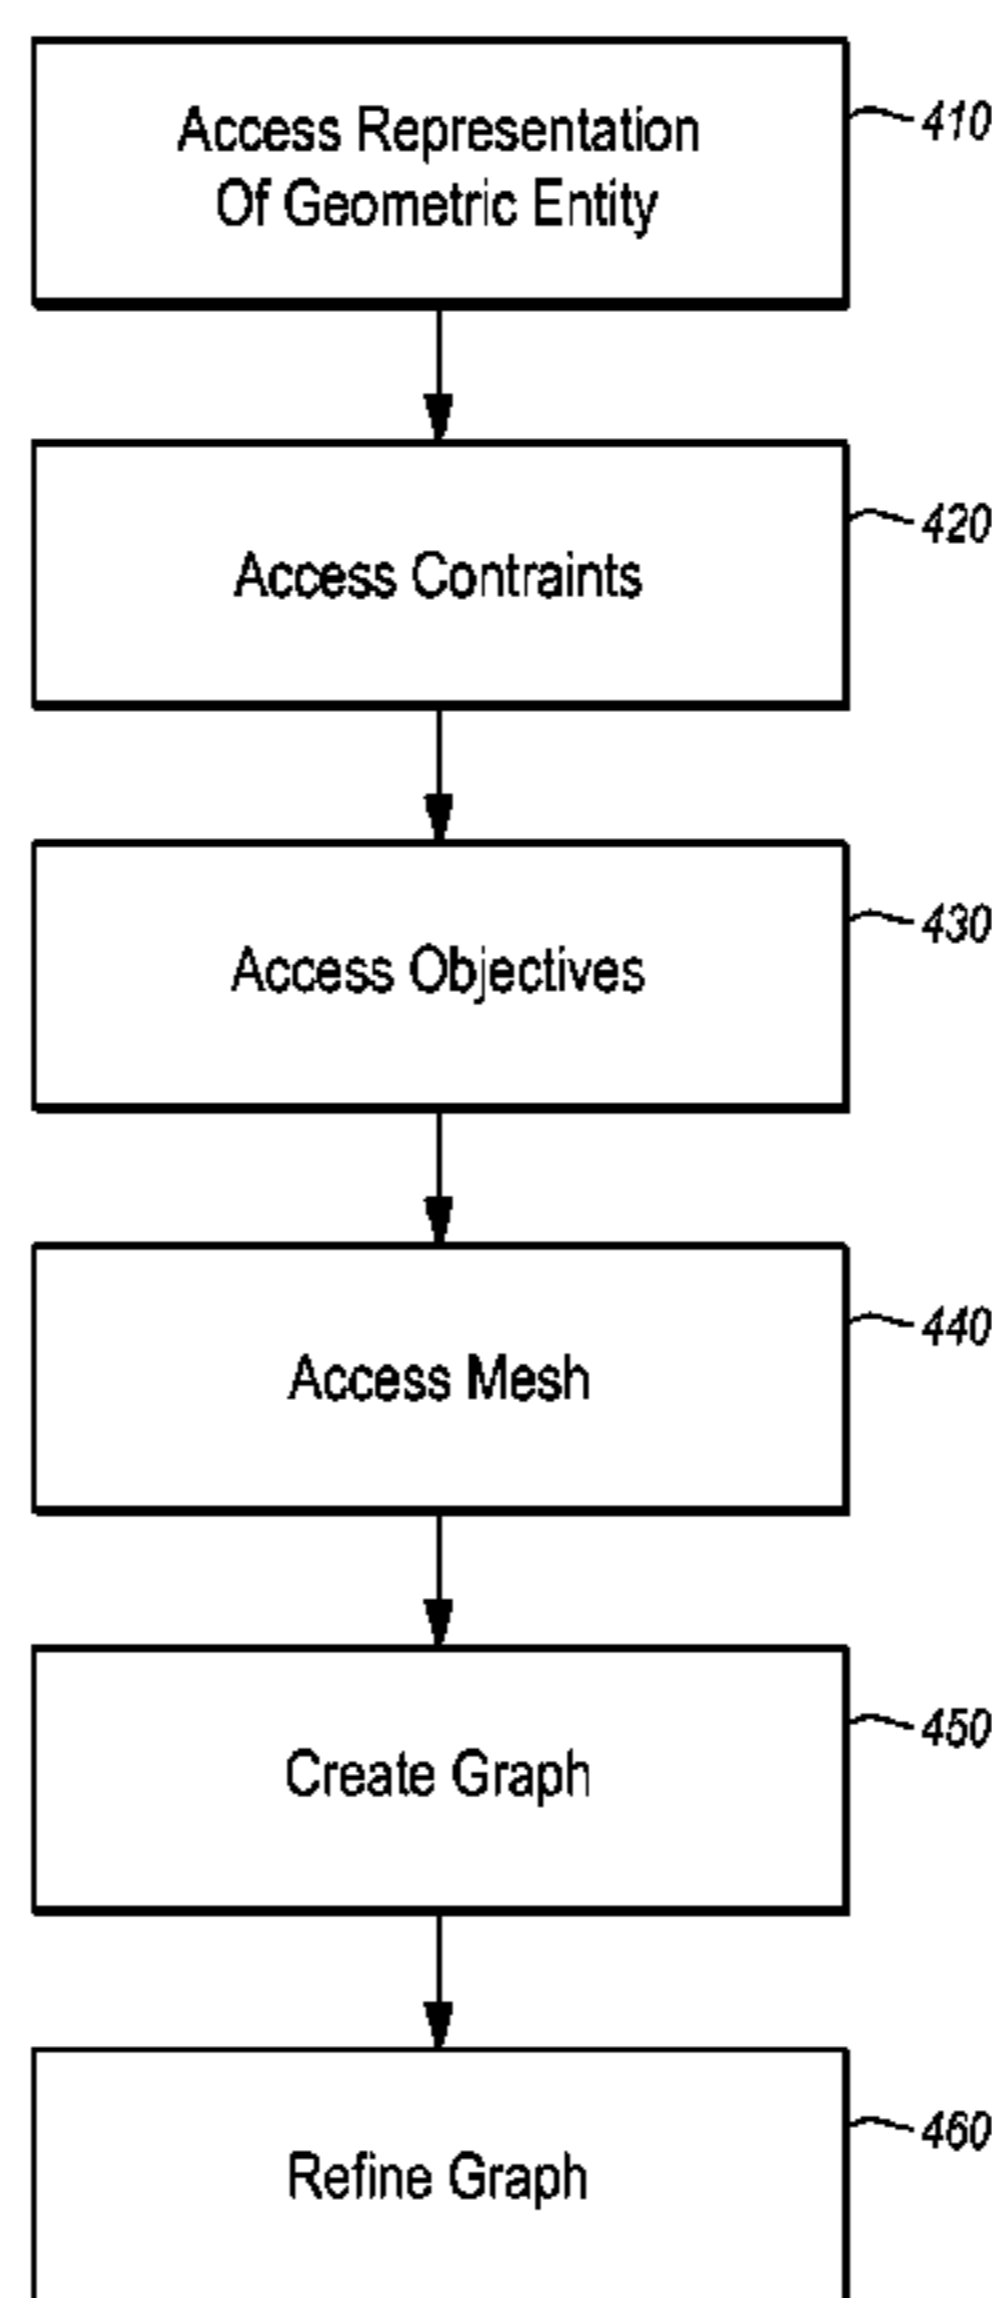 Access Representation
Of Geometric Entity
410
Access Contraints
420
Access Objectives
430
Access Mesh
440
Create Graph
450
Refine Graph
460